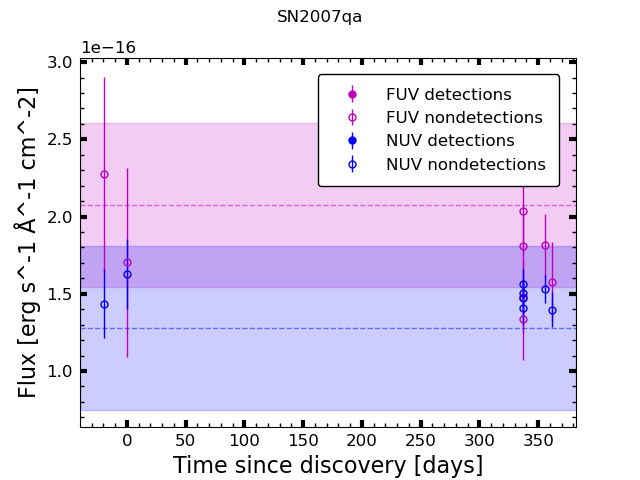 SN2007qa
1e−16
3.0
2.5
2.0
1.5
1.0
Flux [erg s^-1 Å^-1 cm^-2]
FUV detections
FUV nondetections
NUV detections
NUV nondetections
0 50 100 150 200 250 300 350
Time since discovery [days]